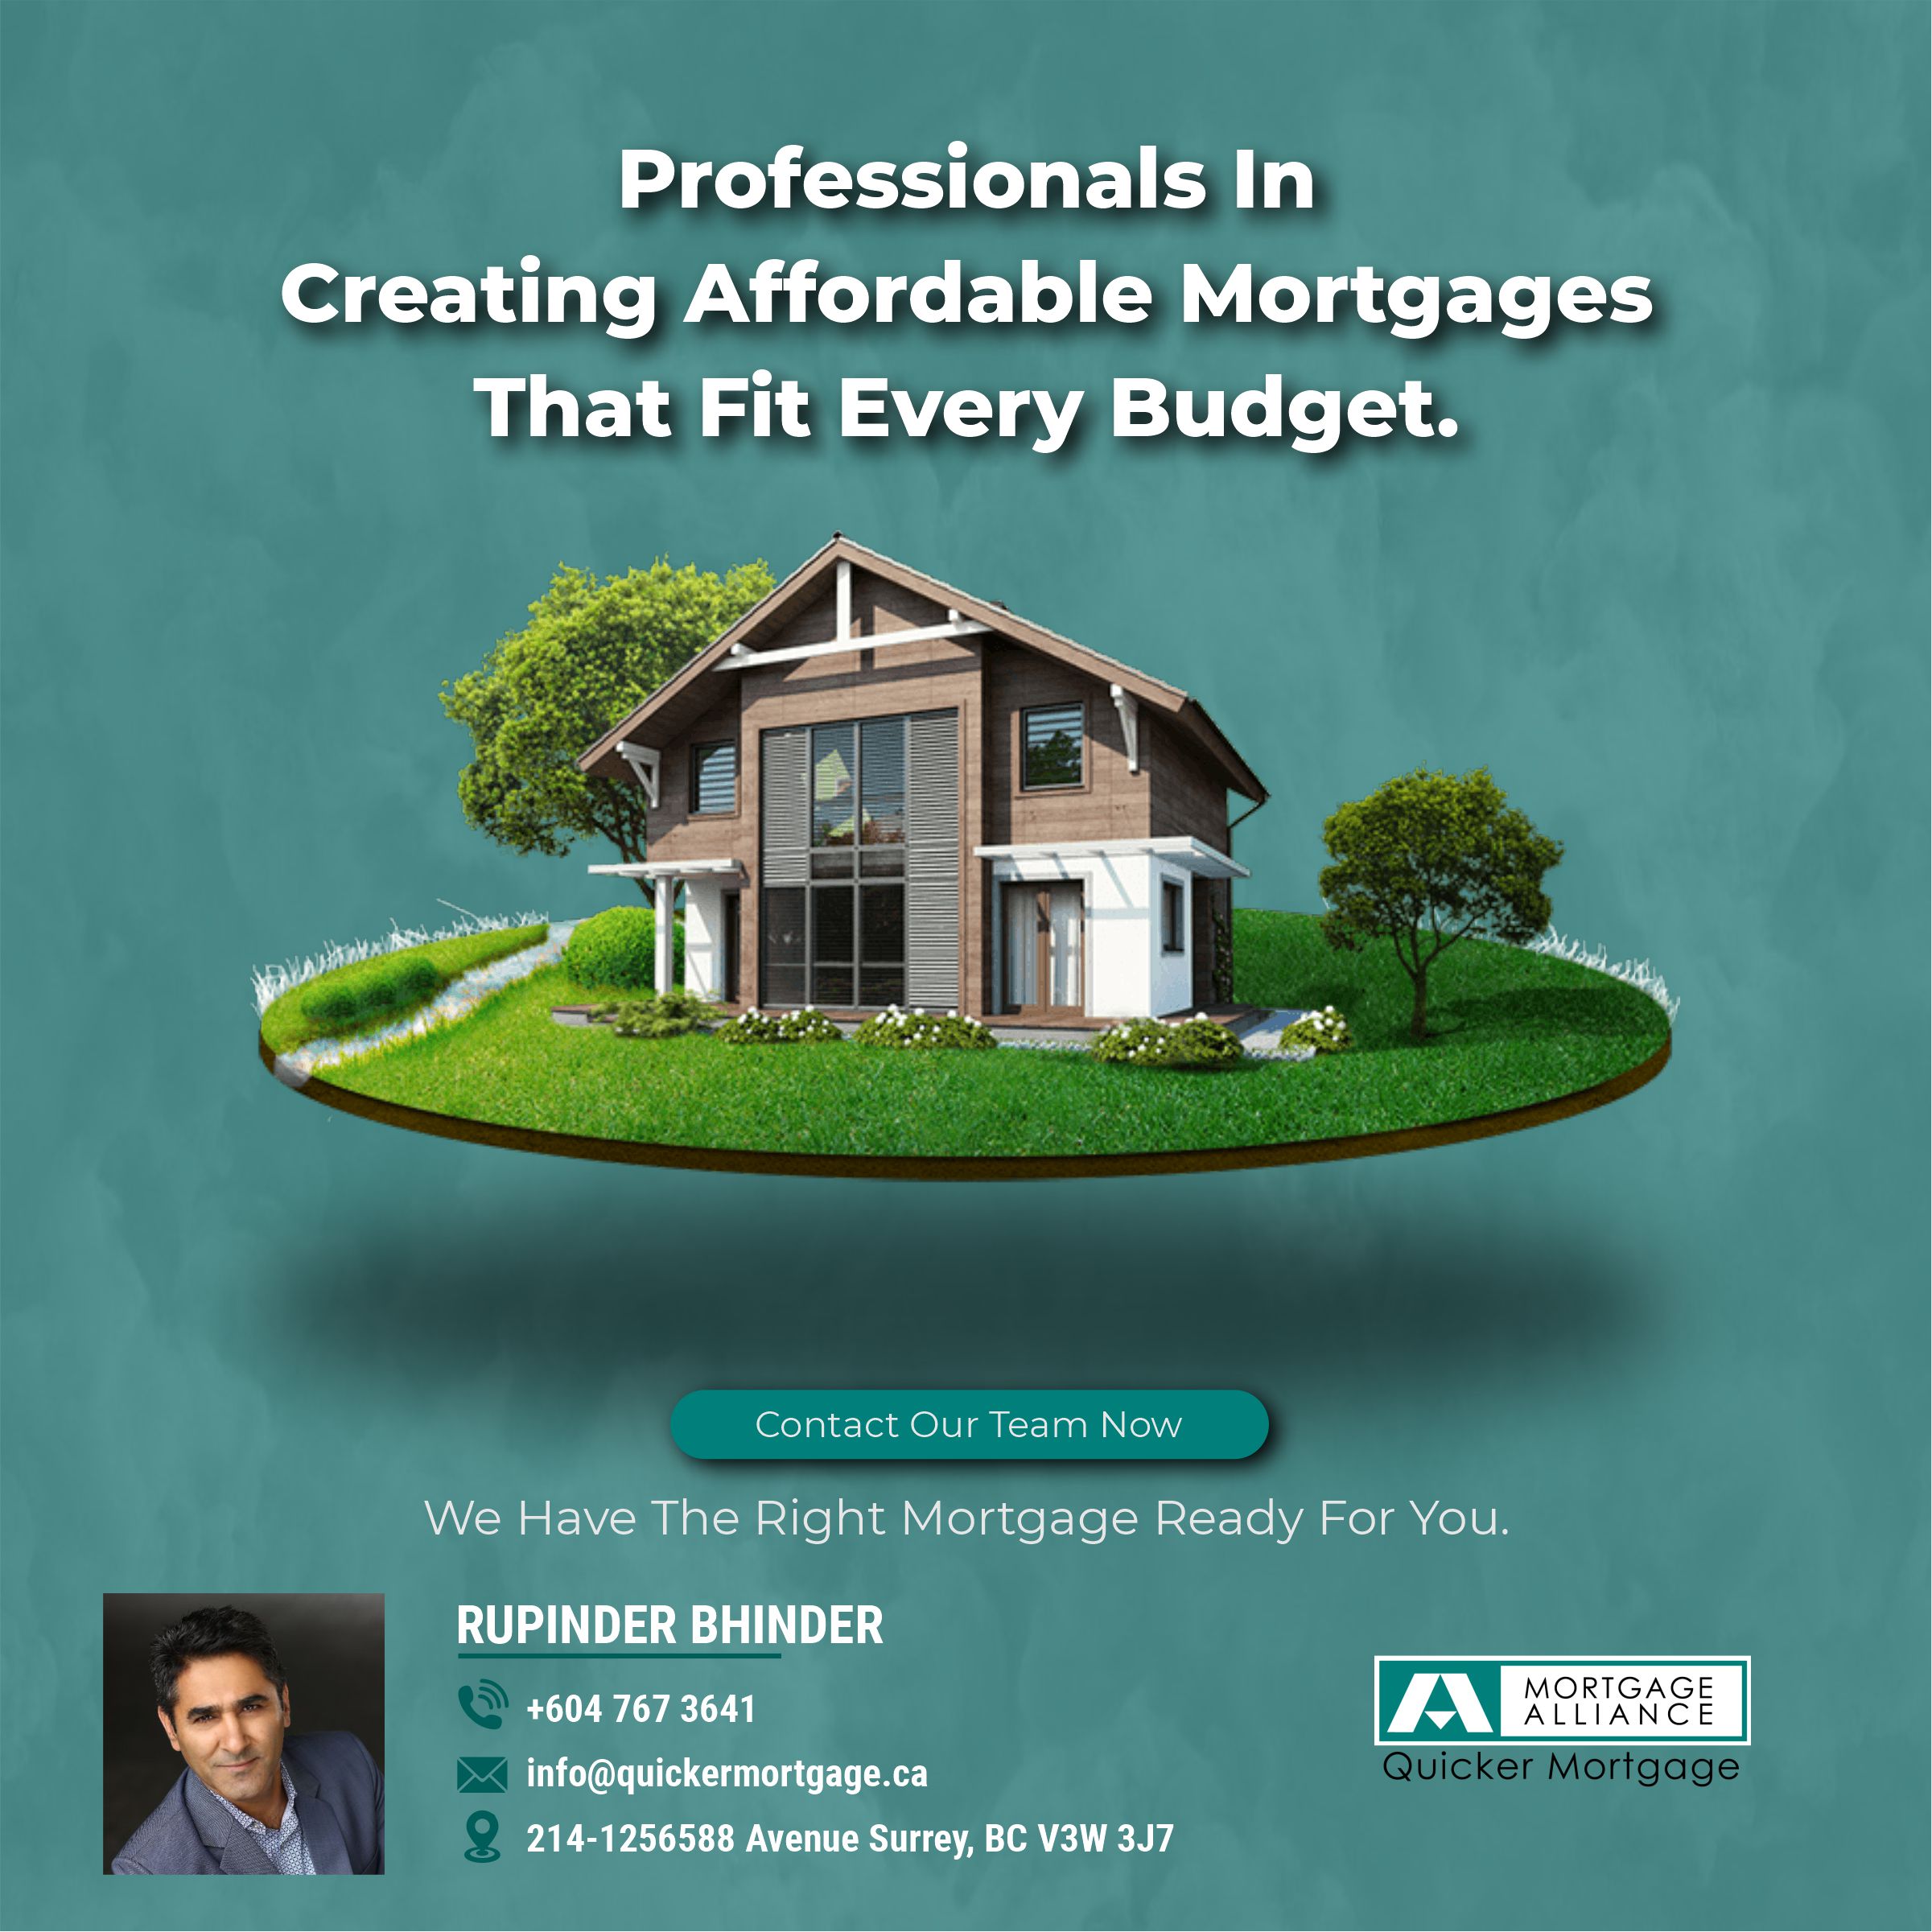 Professionals In
Creating Affordable Mortgages
That Fit Every Budget.
Contact Our Team Now
We Have The Right Mortgage Ready For You.
RUPINDER BHINDER
+604 767 3641
info@quickermortgage.ca
214-1256588 Avenue Surrey, BC V3W 3J7
MORTGAGE
ALLIANCE
Quicker Mortgage